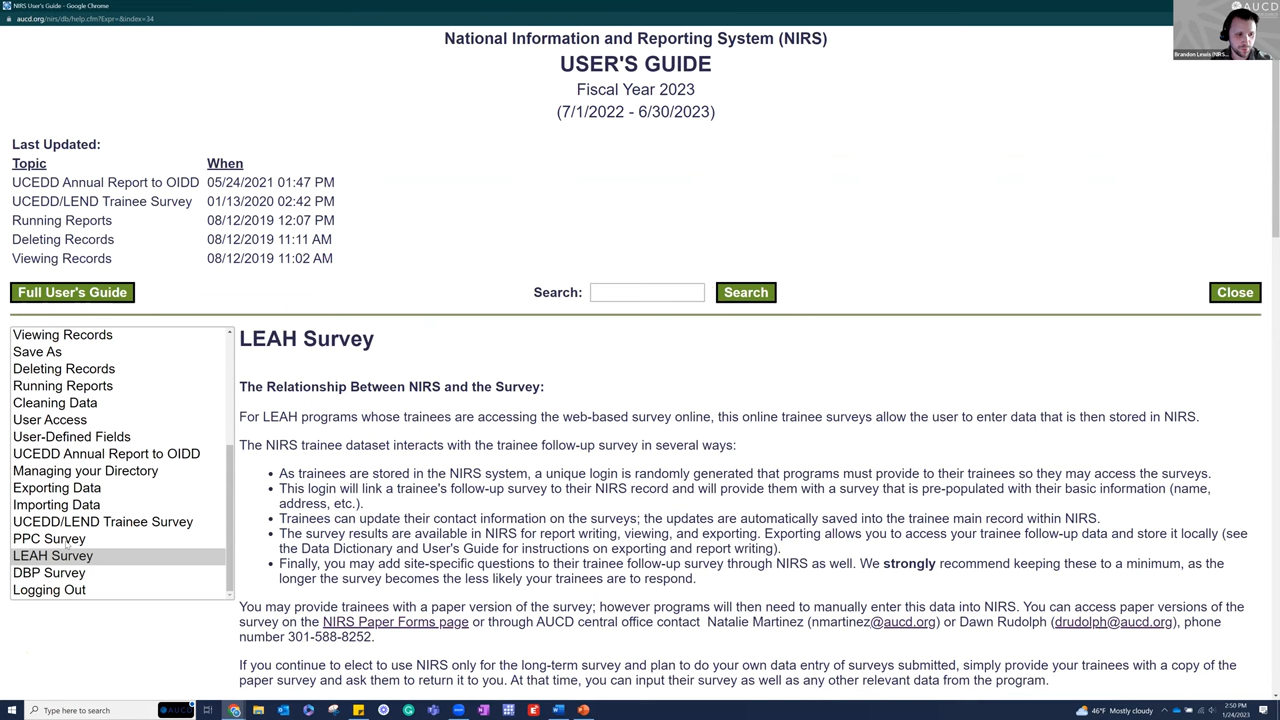 NIRS User's Guide - Google Chrome
aucd.org/nirs/db/help.cfm?Expr=&index=34
AUCD
Brandon Lewis (NIRS...
National Information and Reporting System (NIRS)
USER'S GUIDE
Fiscal Year 2023
(7/1/2022 - 6/30/2023)
Last Updated:
Topic When
UCEDD Annual Report to OIDD 05/24/2021 01:47 PM
UCEDD/LEND Trainee Survey 01/13/2020 02:42 PM
Running Reports 08/12/2019 12:07 PM
Deleting Records 08/12/2019 11:11 AM
Viewing Records 08/12/2019 11:02 AM
Full User's Guide Search: Search Close
Viewing Records
Save As
Deleting Records
Running Reports
Cleaning Data
User Access
User-Defined Fields
UCEDD Annual Report to OIDD
Managing your Directory
Exporting Data
Importing Data
UCEDD/LEND Trainee Survey
PPC Survey
LEAH Survey
DBP Survey
Logging Out
LEAH Survey
The Relationship Between NIRS and the Survey:
For LEAH programs whose trainees are accessing the web-based survey online, this online trainee surveys allow the user to enter data that is then stored in NIRS.
The NIRS trainee dataset interacts with the trainee follow-up survey in several ways:
• As trainees are stored in the NIRS system, a unique login is randomly generated that programs must provide to their trainees so they may access the surveys.
• This login will link a trainee's follow-up survey to their NIRS record and will provide them with a survey that is pre-populated with their basic information (name,
address, etc.).
• Trainees can update their contact information on the surveys; the updates are automatically saved into the trainee main record within NIRS.
• The survey results are available in NIRS for report writing, viewing, and exporting. Exporting allows you to access your trainee follow-up data and store it locally (see
the Data Dictionary and User's Guide for instructions on exporting and report writing).
• Finally, you may add site-specific questions to their trainee follow-up survey through NIRS as well. We strongly recommend keeping these to a minimum, as the
longer the survey becomes the less likely your trainees are to respond.
You may provide trainees with a paper version of the survey; however programs will then need to manually enter this data into NIRS. You can access paper versions of the
survey on the NIRS Paper Forms page or through AUCD central office contact Natalie Martinez (nmartinez@aucd.org) or Dawn Rudolph (drudolph@aucd.org), phone
number 301-588-8252.
If you continue to elect to use NIRS only for the long-term survey and plan to do your own data entry of surveys submitted, simply provide your trainees with a copy of the
paper survey and ask them to return it to you. At that time, you can input their survey as well as any other relevant data from the program.
Type here to search
AUCD
46°F Mostly cloudy
2:50 PM
1/24/2023